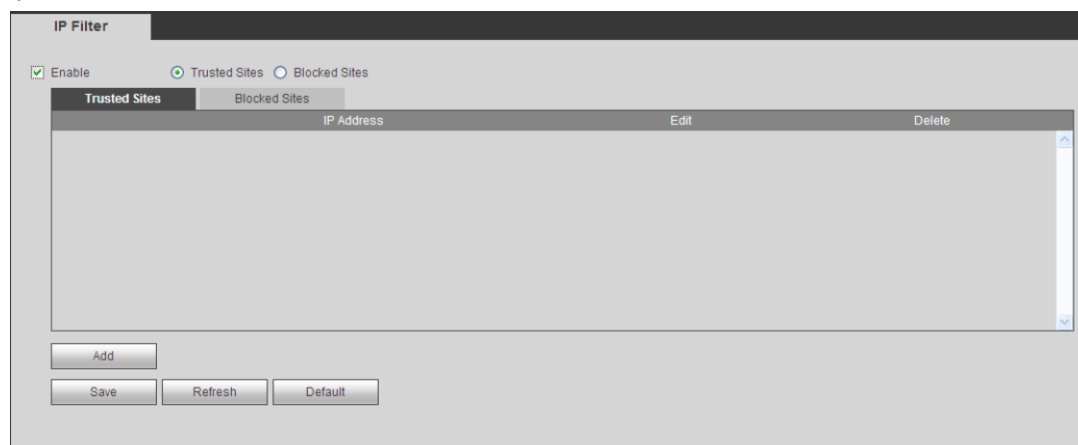 IP Filter
Enable Trusted Sites Blocked Sites
Trusted Sites Blocked Sites
IP Address Edit Delete
Add
Save Refresh Default